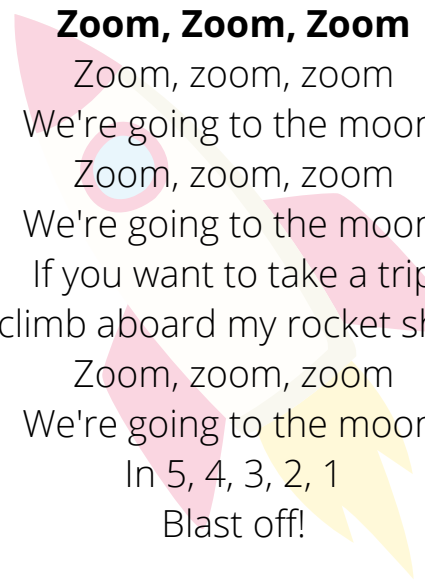 Zoom, Zoom, Zoom
Zoom, zoom, zoom
We're going to the moon
Zoom, zoom, zoom
We're going to the moon
If you want to take a trip
climb aboard my rocket
Zoom, zoom, zoom
We're going to the moon
In 5, 4, 3, 2, 1
Blast off!